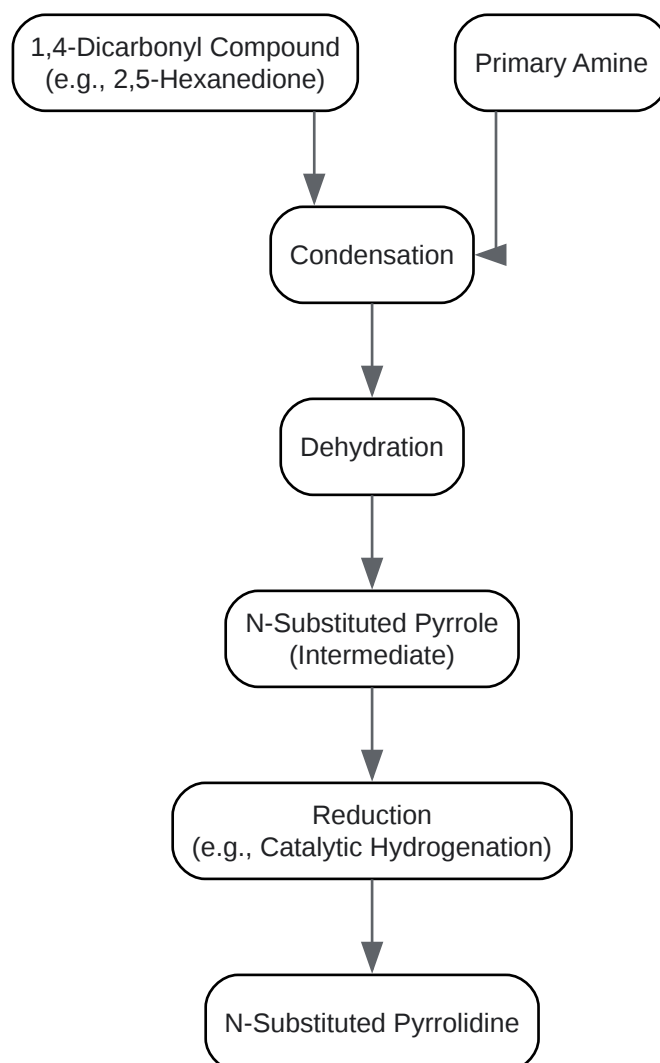 1,4-Dicarbonyl Compound
(e.g., 2,5-Hexanedione)
Primary Amine
Condensation
Dehydration
N-Substituted Pyrrole
(Intermediate)
Reduction
(e.g., Catalytic Hydrogenation)
N-Substituted Pyrrolidine